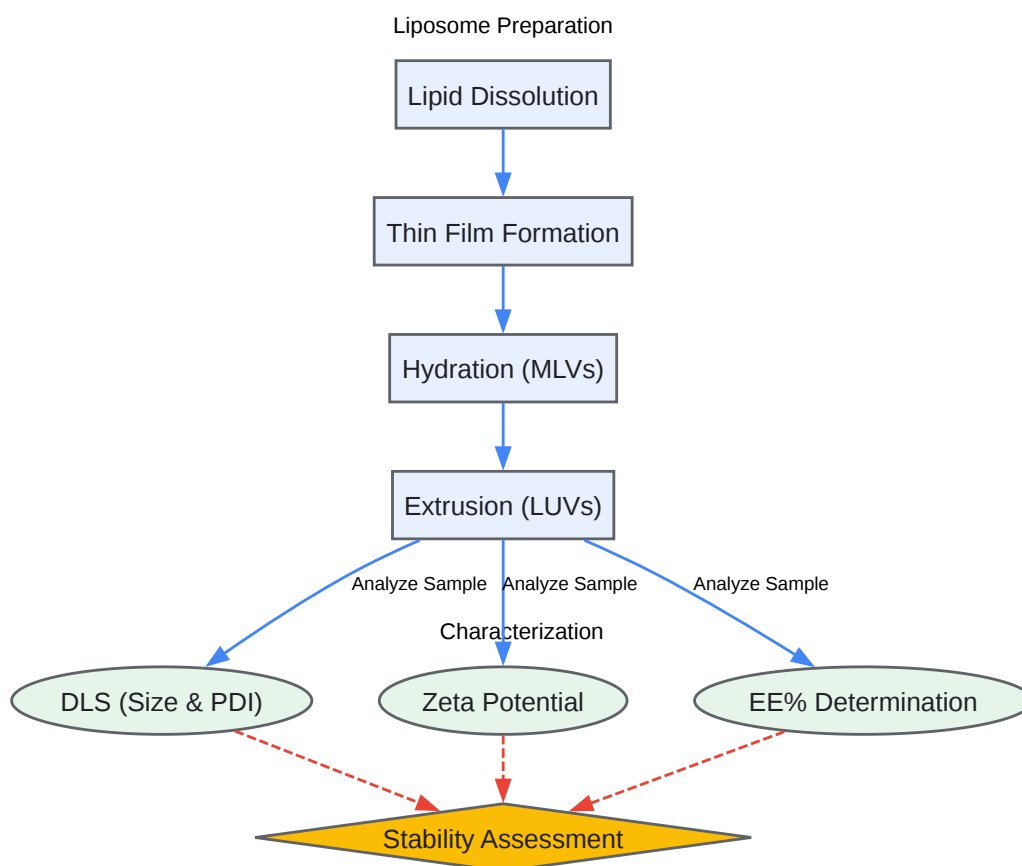 Liposome Preparation
Lipid Dissolution
Thin Film Formation
Hydration (MLVs)
Extrusion (LUVs)
Analyze Sample
Analyze Sample
Analyze Sample
Characterization
DLS (Size & PDI)
Zeta Potential
EE% Determination
Stability Assessment